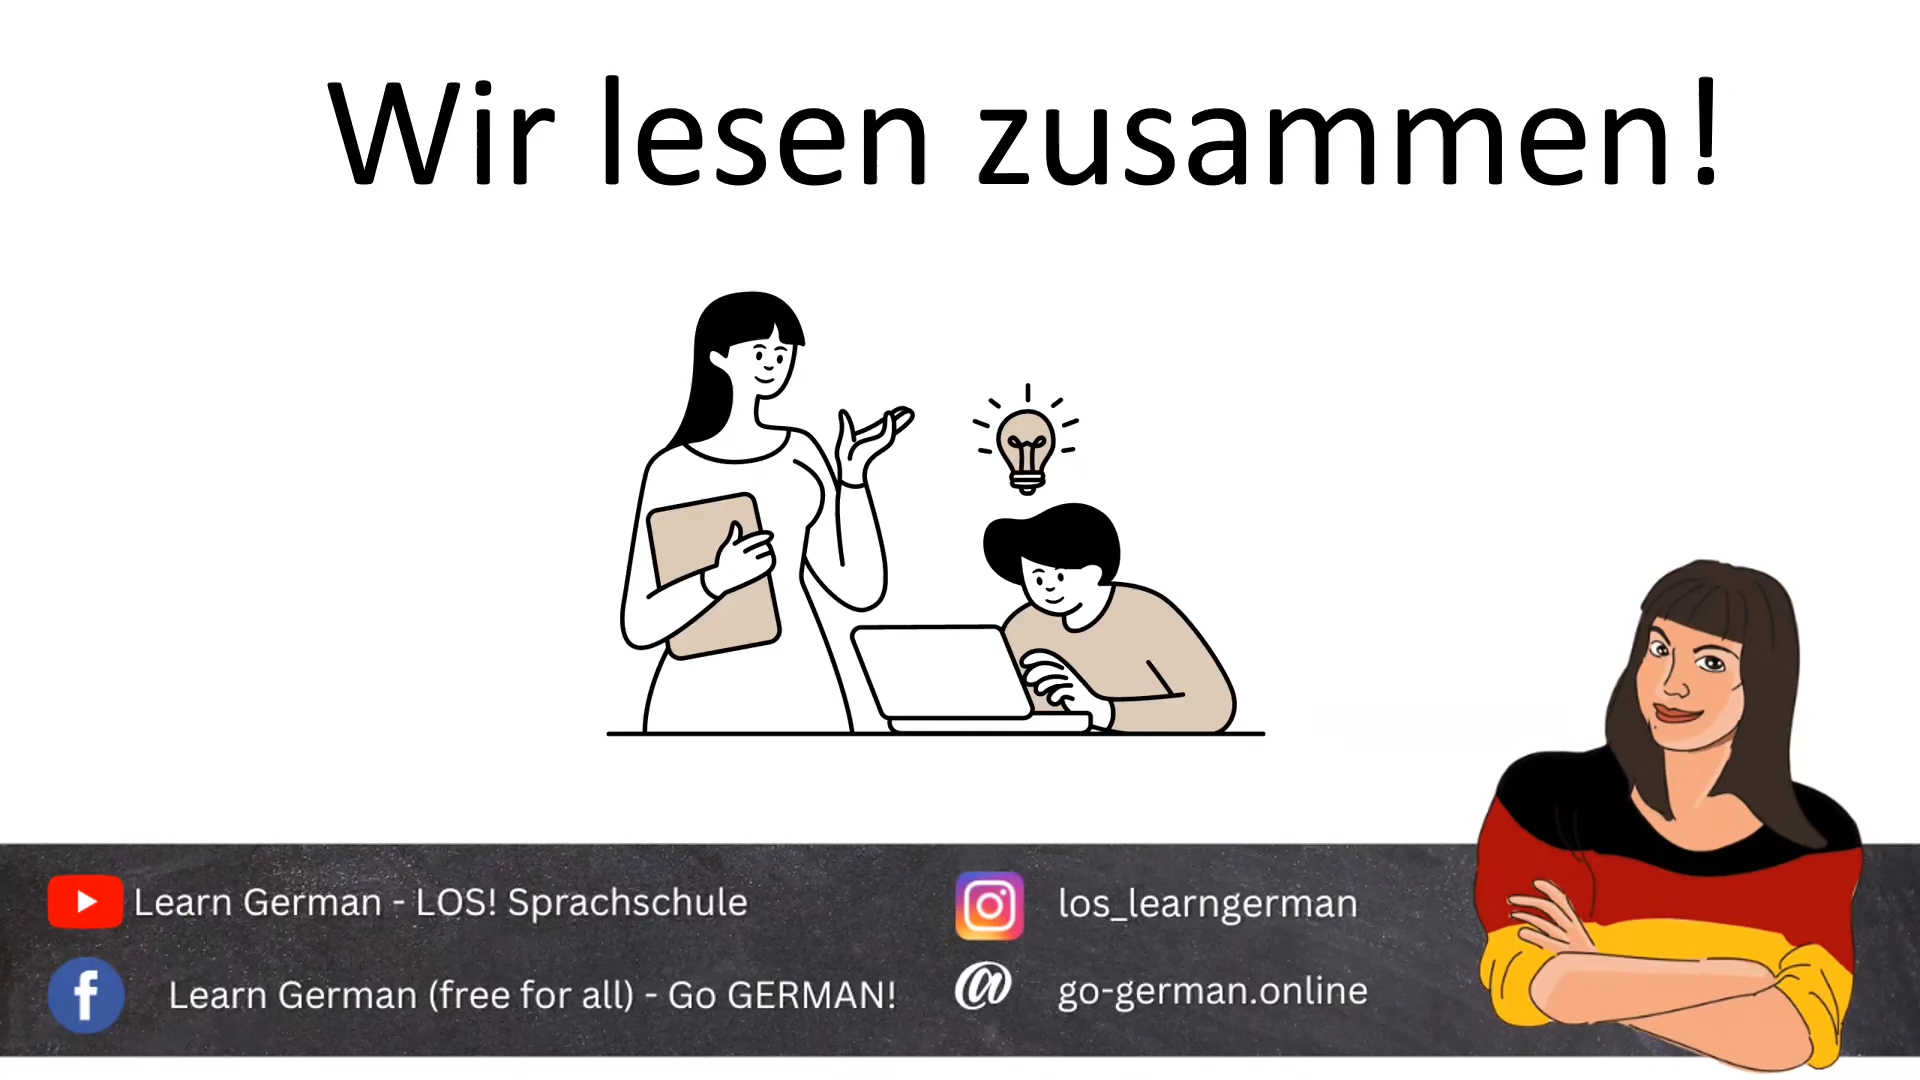 Wir lesen zusammen!
Learn German - LOS! Sprachschule
los_learngerman
Learn German (free for all) - Go GERMAN!
go-german.online